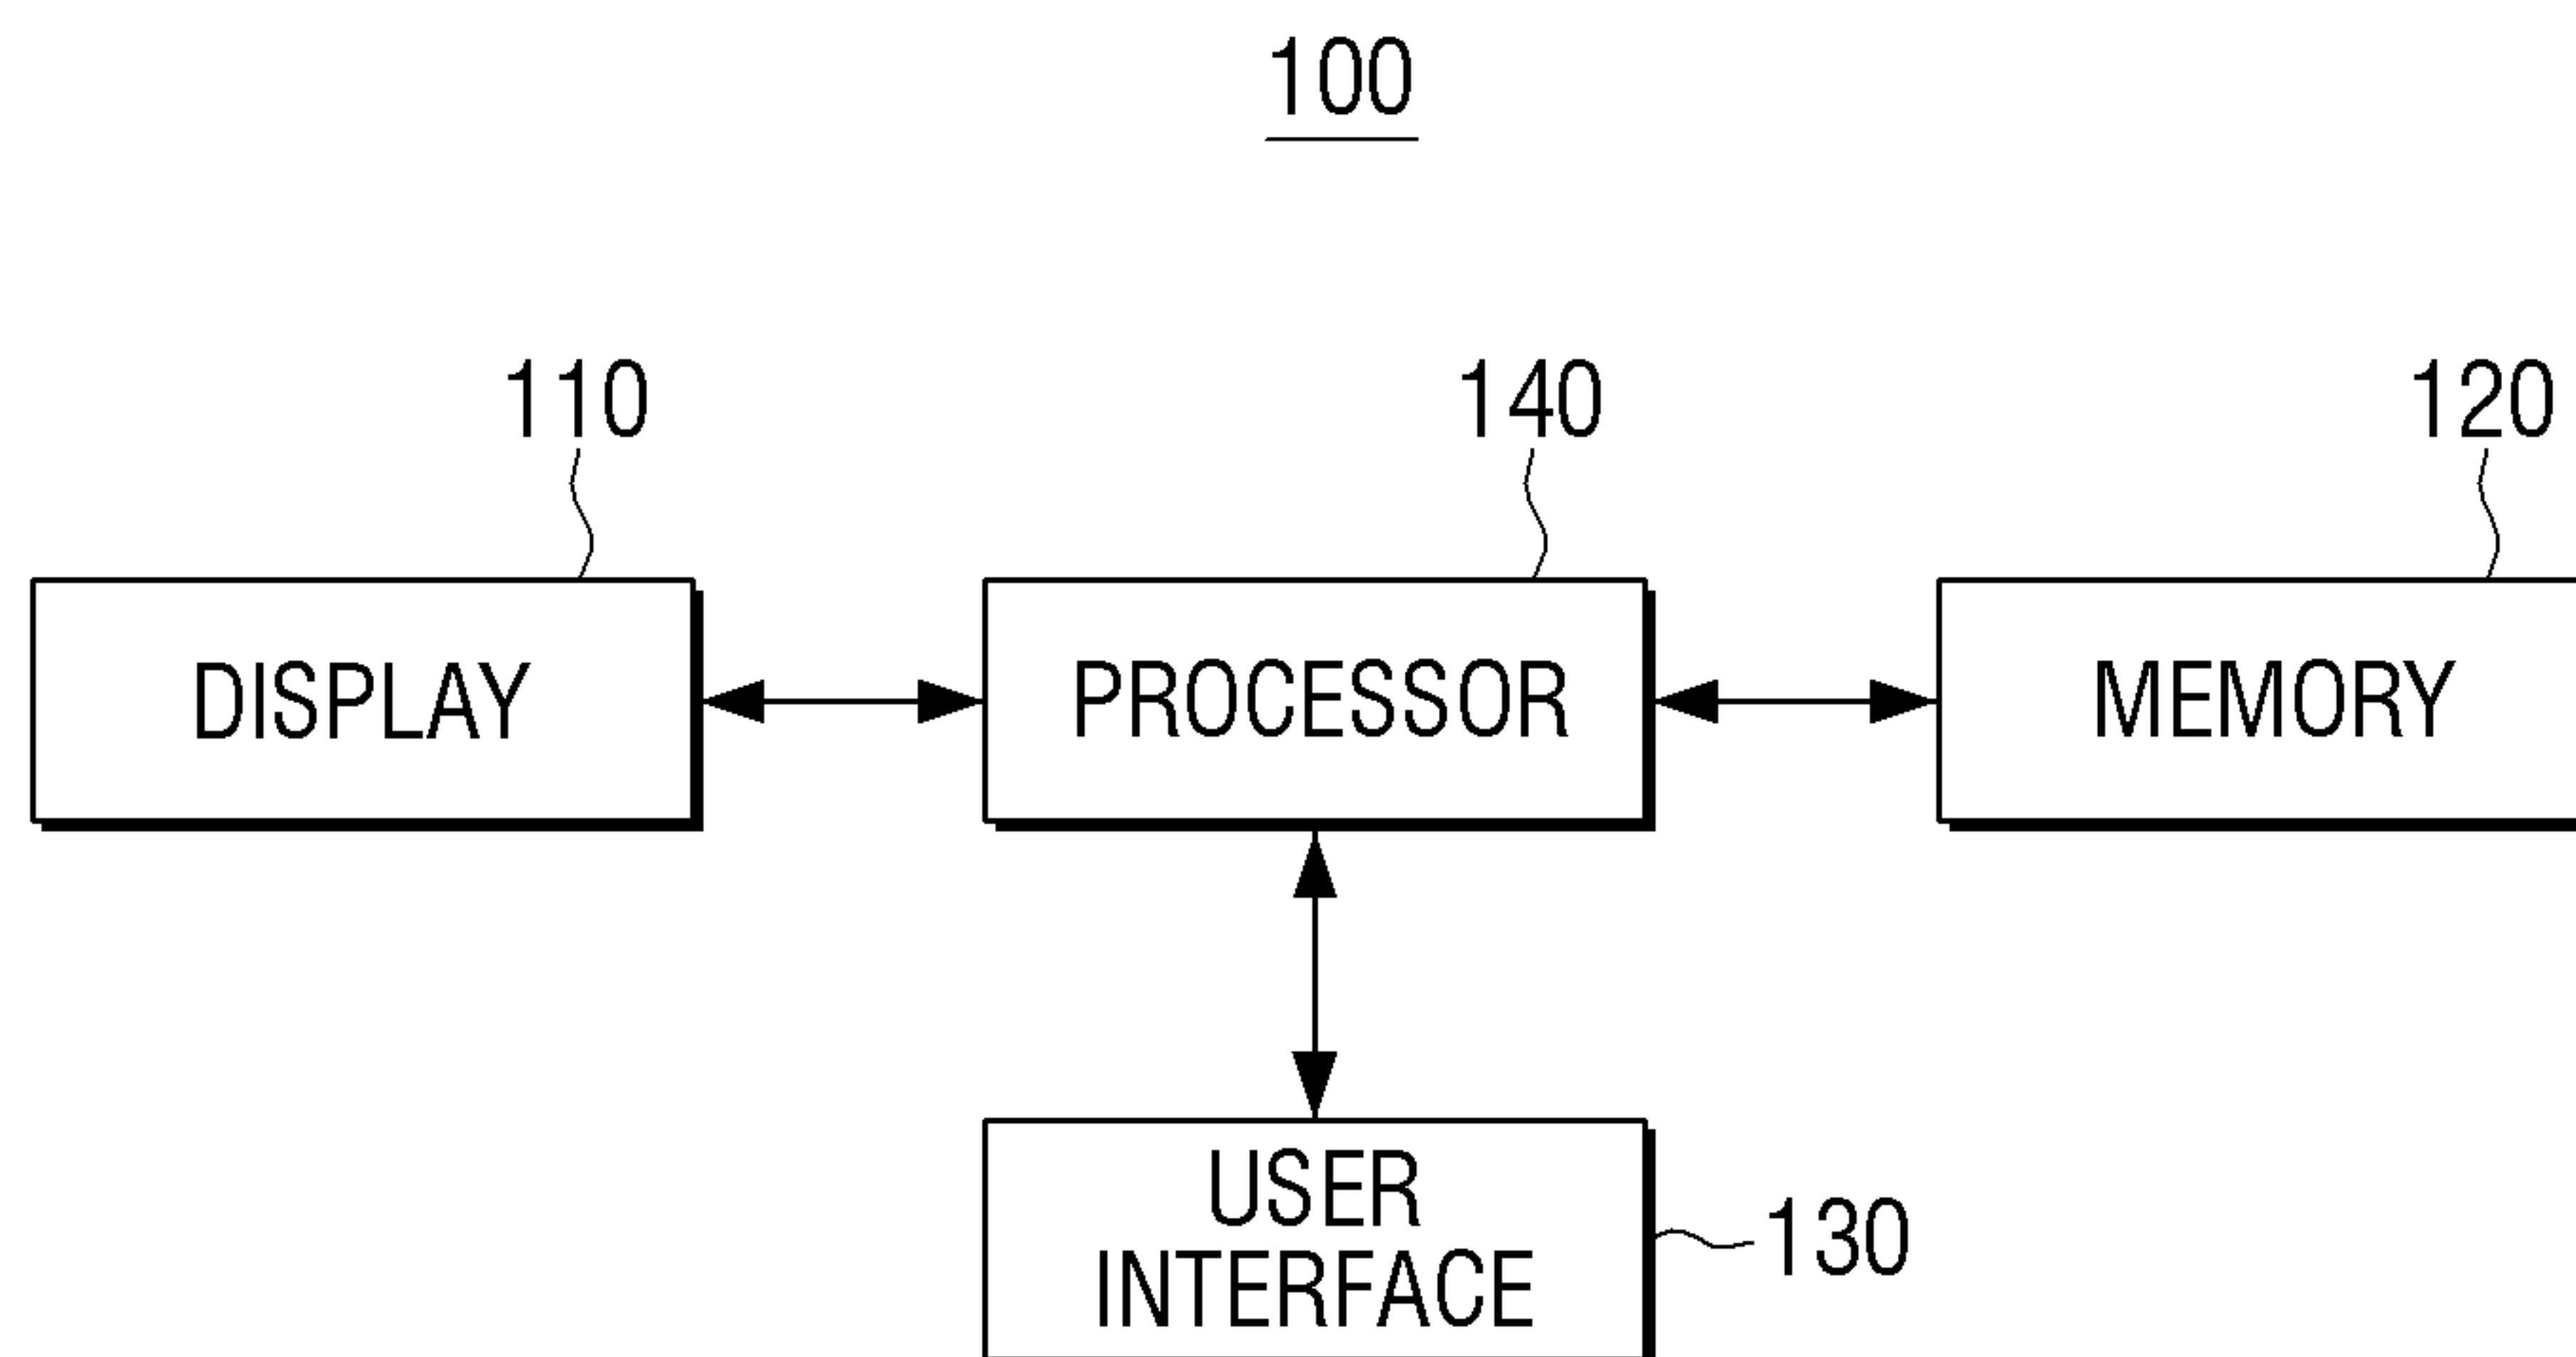 100
110
140
120
DISPLAY
PROCESSOR
MEMORY
USER
INTERFACE
130